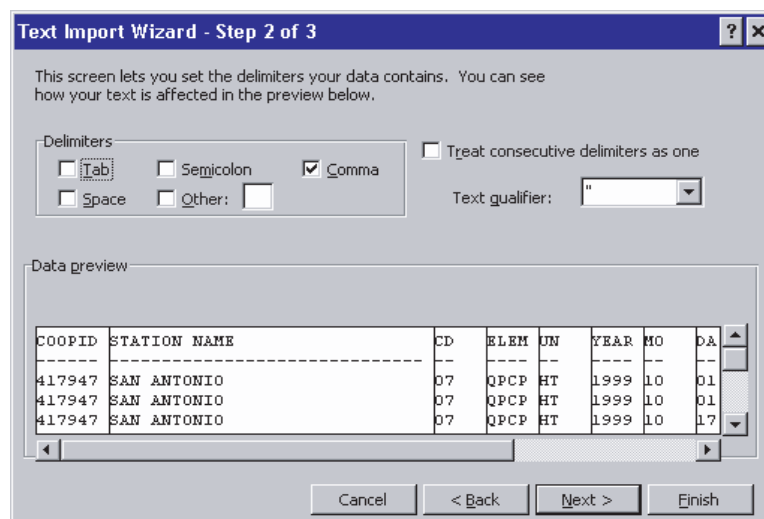 Text Import Wizard - Step 2 of 3
This screen lets you set the delimiters your data contains. You can see
how your text is affected in the preview below.
Delimiters
Tab Semicolon Comma
Space Other:
Treat consecutive delimiters as one
Text qualifier: "
Data preview
COOPID STATION NAME CD ELEM UN YEAR MO DA
------ ------------------------------ -- ---- -- ---- -- --
417947 SAN ANTONIO 07 QPCP HT 1999 10 01
417947 SAN ANTONIO 07 QPCP HT 1999 10 01
417947 SAN ANTONIO 07 QPCP HT 1999 10 17
Cancel < Back Next > Finish